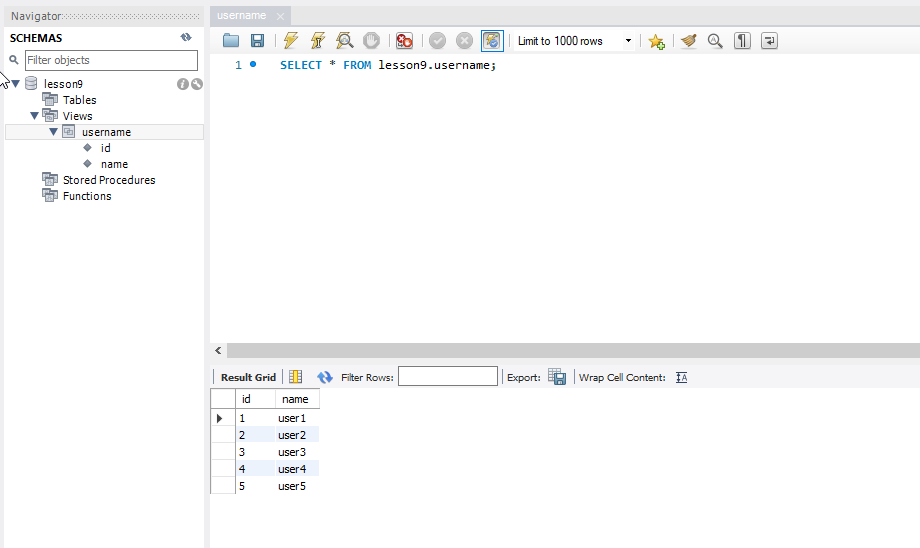 Navigator
SCHEMAS
Filter objects
lesson9
Tables
Views
username
id
name
Stored Procedures
Functions
username
Limit to 1000 rows
1 SELECT * FROM lesson9.username;
Result Grid Filter Rows: Export: Wrap Cell Content:
id name
1 user1
2 user2
3 user3
4 user4
5 user5